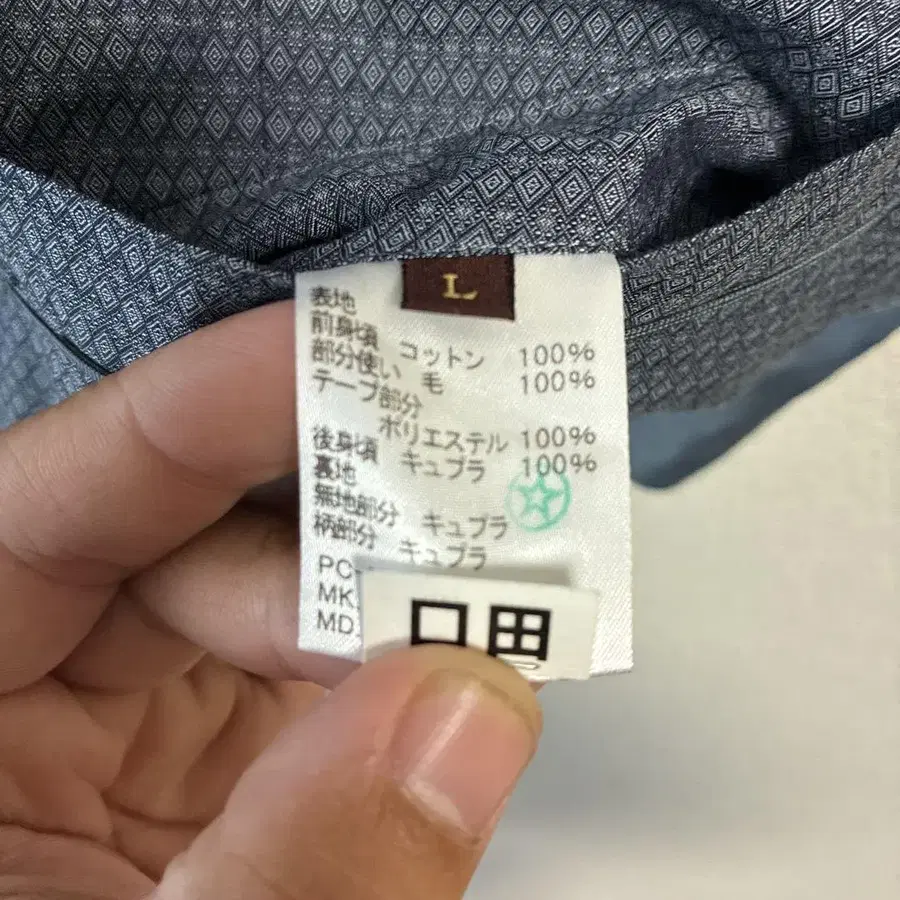 L
表地
前身頃 コットン 100%
部分使い 毛 100%
テープ部分
ポリエステル 100%
後身頃 キュプラ 100%
裏地
無地部分 キュプラ
柄部分 キュプラ
PC
MK
MD